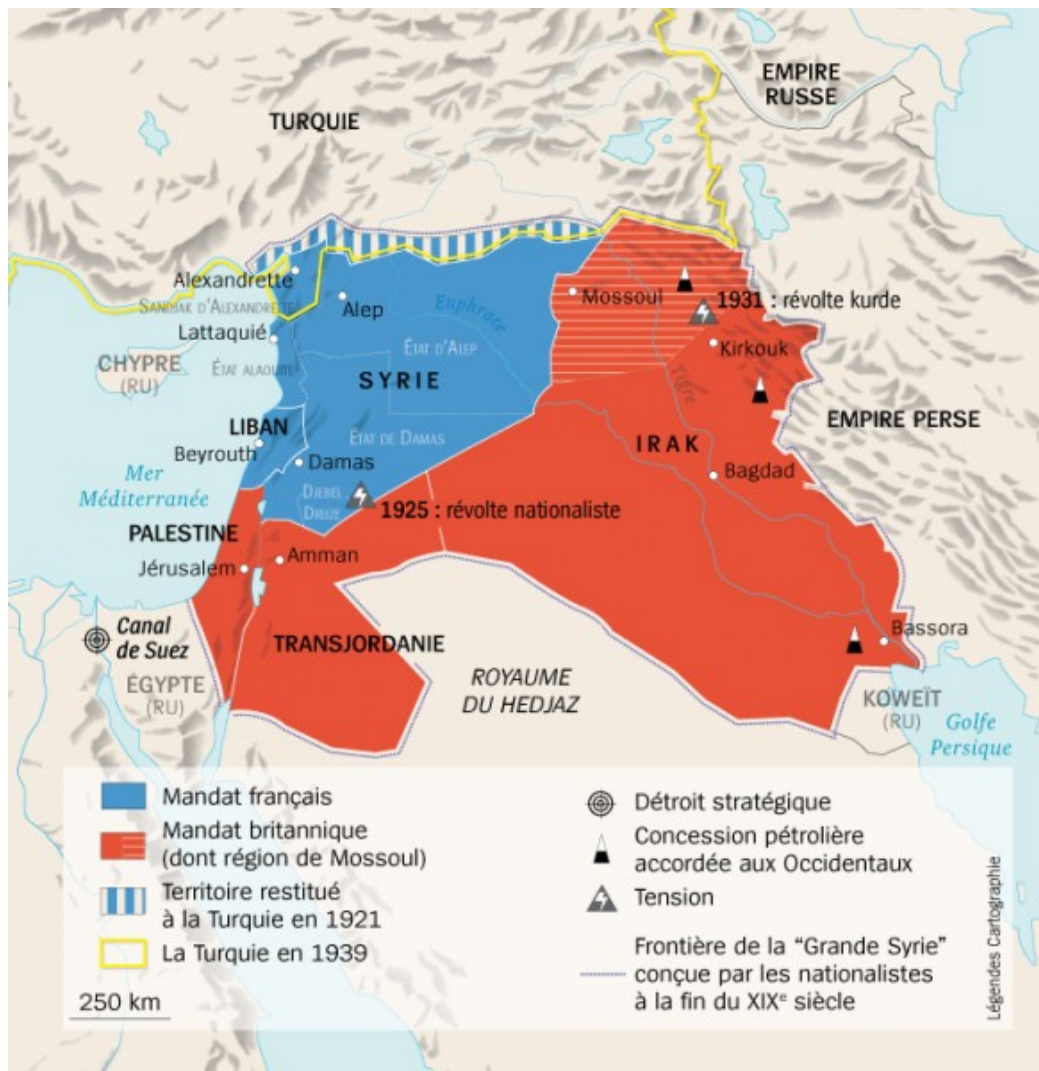 EMPIRE
RUSSE
TURQUIE
Alexandrette
SANDJAK D'ALEXANDRETTE
Alep
Euphrate
Mossoul
1931 : révolte kurde
Lattaquié
Kirkouk
CHYPRE
(RU)
ÉTAT ALAOUITE
ÉTAT D'ALEP
SYRIE
Tigre
EMPIRE PERSE
LIBAN
Beyrouth
ÉTAT DE DAMAS
IRAK
Damas
Bagdad
Mer
Méditerranée
DJEBEL
DRUZE
1925 : révolte nationaliste
PALESTINE
Jérusalem
Amman
Canal
de Suez
TRANSJORDANIE
Bassora
ÉGYPTE
(RU)
ROYAUME
DU HEDJAZ
KOWEÏT
(RU)
Golfe
Persique
Mandat français
Mandat britannique
(dont région de Mossoul)
Territoire restitué
à la Turquie en 1921
La Turquie en 1939
250 km
Détroit stratégique
Concession pétrolière
accordée aux Occidentaux
Tension
Frontière de la "Grande Syrie"
conçue par les nationalistes
à la fin du XIXe siècle
Légendes Cartographie